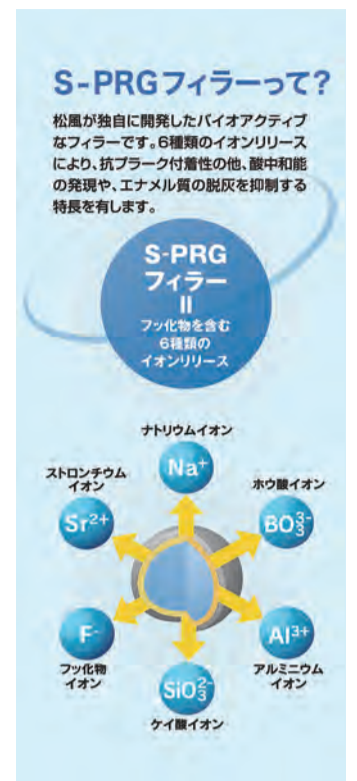 S-PRGフィラーって?
松風が独自に開発したバイオアクティブ
なフィラーです。6種類のイオンリリース
により、抗プラーク付着性の他、酸中和能
の発現や、エナメル質の脱灰を抑制する
特長を有します。
S-PRG
フィラー
II
フッ化物を含む
6種類の
イオンリリース
ナトリウムイオン
Na⁺
ストロンチウム
イオン
Sr²⁺
ホウ酸イオン
BO₃³⁻
F⁻
フッ化物
イオン
Al³⁺
アルミニウム
イオン
SiO₃²⁻
ケイ酸イオン